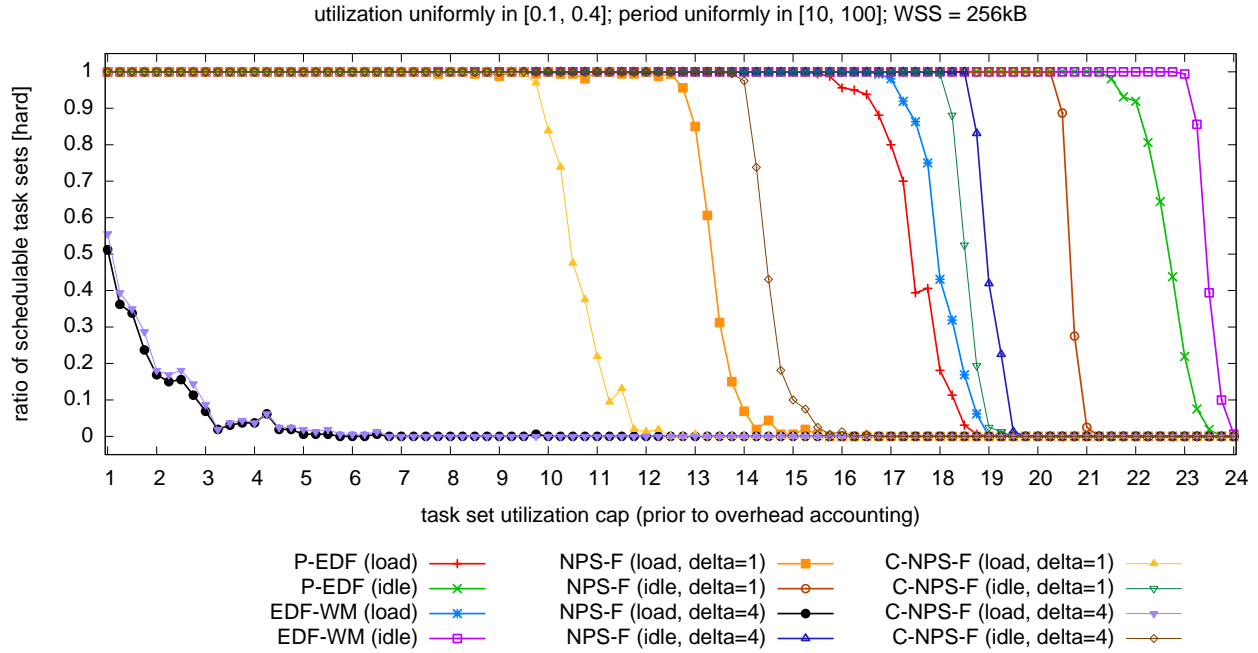 utilization uniformly in [0.1, 0.4]; period uniformly in [10, 100]; WSS = 256kB
ratio of schedulable task sets [hard]
1
0.9
0.8
0.7
0.6
0.5
0.4
0.3
0.2
0.1
0
1 2 3 4 5 6 7 8 9 10 11 12 13 14 15 16 17 18 19 20 21 22 23 24
task set utilization cap (prior to overhead accounting)
P-EDF (load) NPS-F (load, delta=1) C-NPS-F (load, delta=1)
P-EDF (idle) NPS-F (idle, delta=1) C-NPS-F (idle, delta=1)
EDF-WM (load) NPS-F (load, delta=4) C-NPS-F (load, delta=4)
EDF-WM (idle) NPS-F (idle, delta=4) C-NPS-F (idle, delta=4)